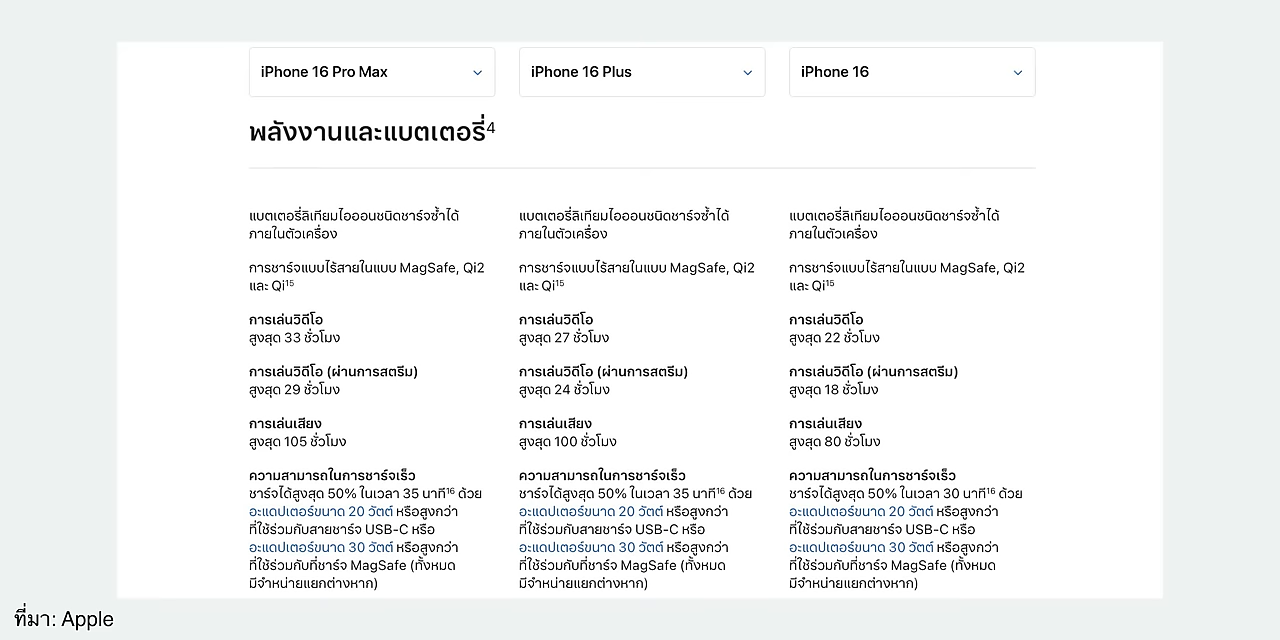 iPhone 16 Pro Max
iPhone 16 Plus
iPhone 16
พลังงานและแบตเตอรี่⁴
แบตเตอรี่ลิเทียมไอออนชนิดชาร์จซ้ำได้
ภายในตัวเครื่อง
การชาร์จแบบไร้สายในแบบ MagSafe, Qi2
และ Qi¹⁵
การเล่นวิดีโอ
สูงสุด 33 ชั่วโมง
การเล่นวิดีโอ (ผ่านการสตรีม)
สูงสุด 29 ชั่วโมง
การเล่นเสียง
สูงสุด 105 ชั่วโมง
ความสามารถในการชาร์จเร็ว
ชาร์จได้สูงสุด 50% ในเวลา 35 นาที¹⁶ ด้วย
อะแดปเตอร์ขนาด 20 วัตต์ หรือสูงกว่า
ที่ใช้ร่วมกับสายชาร์จ USB-C หรือ
อะแดปเตอร์ขนาด 30 วัตต์ หรือสูงกว่า
ที่ใช้ร่วมกับที่ชาร์จ MagSafe (ทั้งหมด
มีจำหน่ายแยกต่างหาก)
แบตเตอรี่ลิเทียมไอออนชนิดชาร์จซ้ำได้
ภายในตัวเครื่อง
การชาร์จแบบไร้สายในแบบ MagSafe, Qi2
และ Qi¹⁵
การเล่นวิดีโอ
สูงสุด 27 ชั่วโมง
การเล่นวิดีโอ (ผ่านการสตรีม)
สูงสุด 24 ชั่วโมง
การเล่นเสียง
สูงสุด 100 ชั่วโมง
ความสามารถในการชาร์จเร็ว
ชาร์จได้สูงสุด 50% ในเวลา 35 นาที¹⁶ ด้วย
อะแดปเตอร์ขนาด 20 วัตต์ หรือสูงกว่า
ที่ใช้ร่วมกับสายชาร์จ USB-C หรือ
อะแดปเตอร์ขนาด 30 วัตต์ หรือสูงกว่า
ที่ใช้ร่วมกับที่ชาร์จ MagSafe (ทั้งหมด
มีจำหน่ายแยกต่างหาก)
แบตเตอรี่ลิเทียมไอออนชนิดชาร์จซ้ำได้
ภายในตัวเครื่อง
การชาร์จแบบไร้สายในแบบ MagSafe, Qi2
และ Qi¹⁵
การเล่นวิดีโอ
สูงสุด 22 ชั่วโมง
การเล่นวิดีโอ (ผ่านการสตรีม)
สูงสุด 18 ชั่วโมง
การเล่นเสียง
สูงสุด 80 ชั่วโมง
ความสามารถในการชาร์จเร็ว
ชาร์จได้สูงสุด 50% ในเวลา 30 นาที¹⁶ ด้วย
อะแดปเตอร์ขนาด 20 วัตต์ หรือสูงกว่า
ที่ใช้ร่วมกับสายชาร์จ USB-C หรือ
อะแดปเตอร์ขนาด 30 วัตต์ หรือสูงกว่า
ที่ใช้ร่วมกับที่ชาร์จ MagSafe (ทั้งหมด
มีจำหน่ายแยกต่างหาก)
ที่มา: Apple